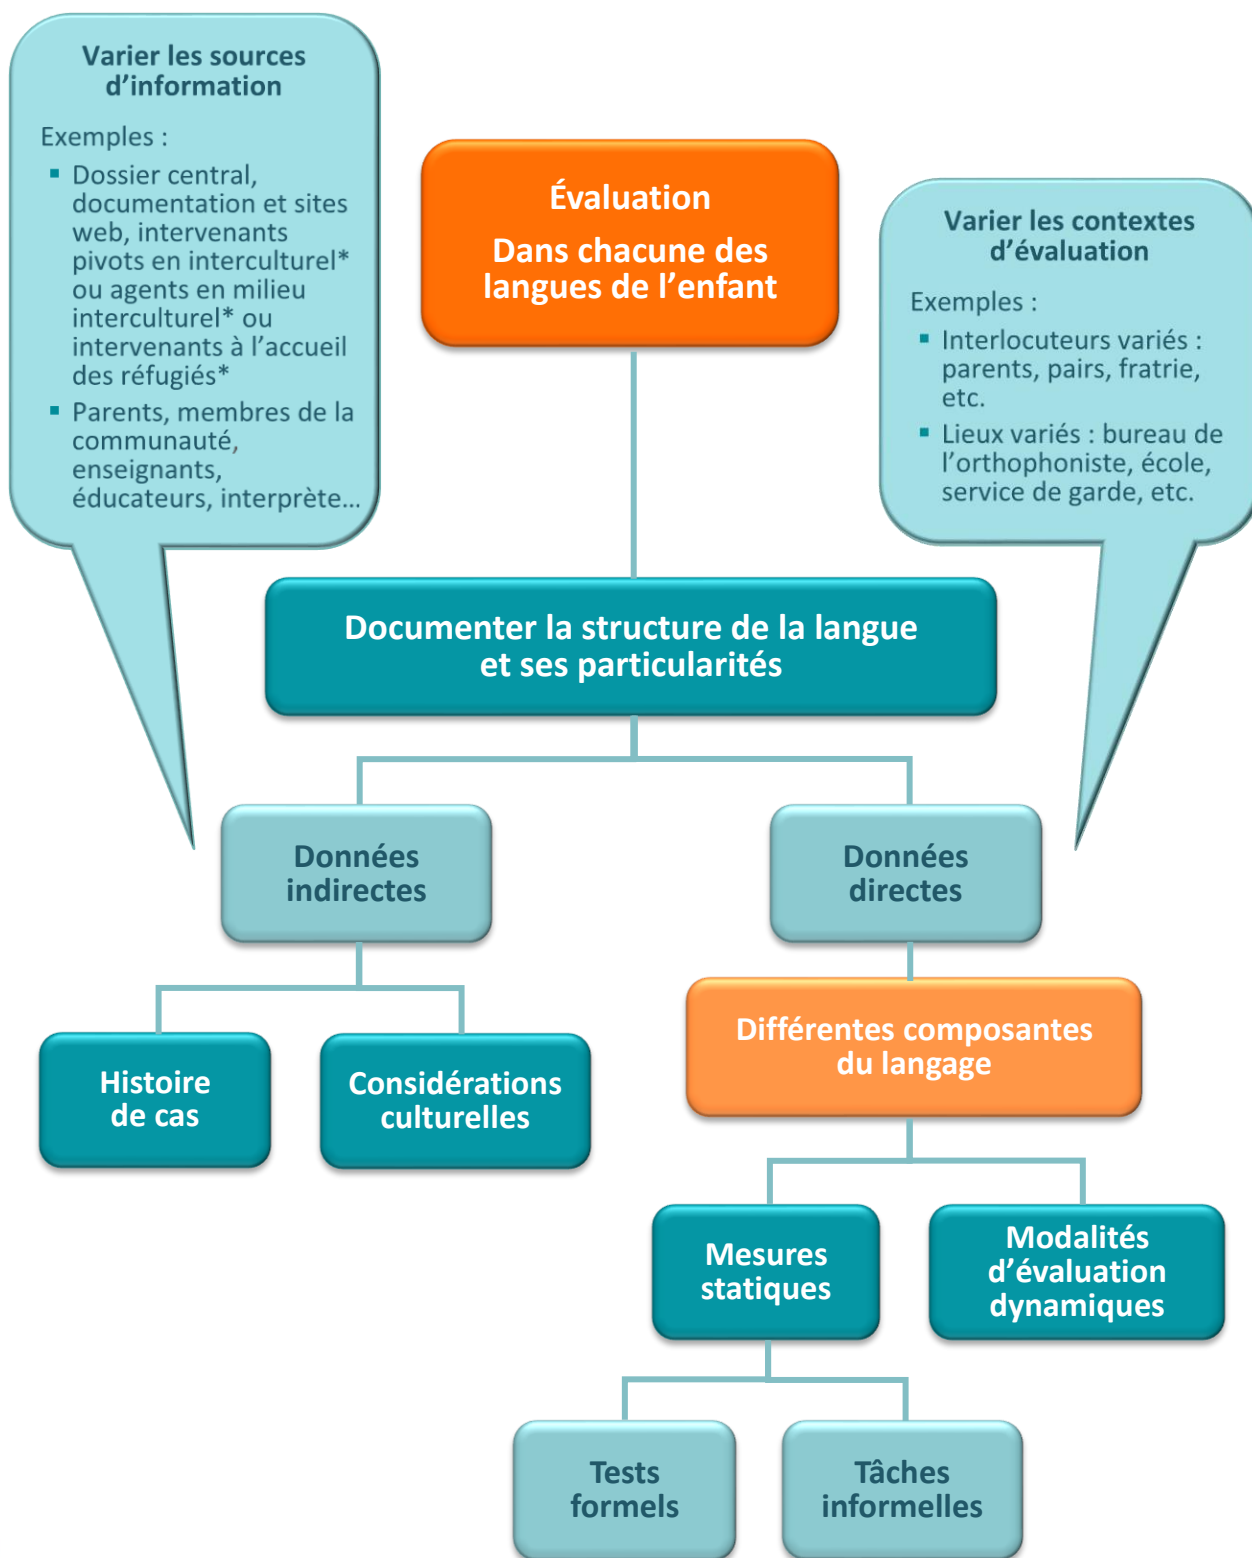 Varier les sources
d’information
Exemples :
▪ Dossier central,
documentation et sites
web, intervenants
pivots en interculturel*
ou agents en milieu
interculturel* ou
intervenants à l’accueil
des réfugiés*
▪ Parents, membres de la
communauté,
enseignants,
éducateurs, interprète…
Évaluation
Dans chacune des
langues de l’enfant
Varier les contextes
d’évaluation
Exemples :
▪ Interlocuteurs variés :
parents, pairs, fratrie,
etc.
▪ Lieux variés : bureau de
l’orthophoniste, école,
service de garde, etc.
Documenter la structure de la langue
et ses particularités
Données
indirectes
Données
directes
Histoire
de cas
Considérations
culturelles
Différentes composantes
du langage
Mesures
statiques
Modalités
d’évaluation
dynamiques
Tests
formels
Tâches
informelles